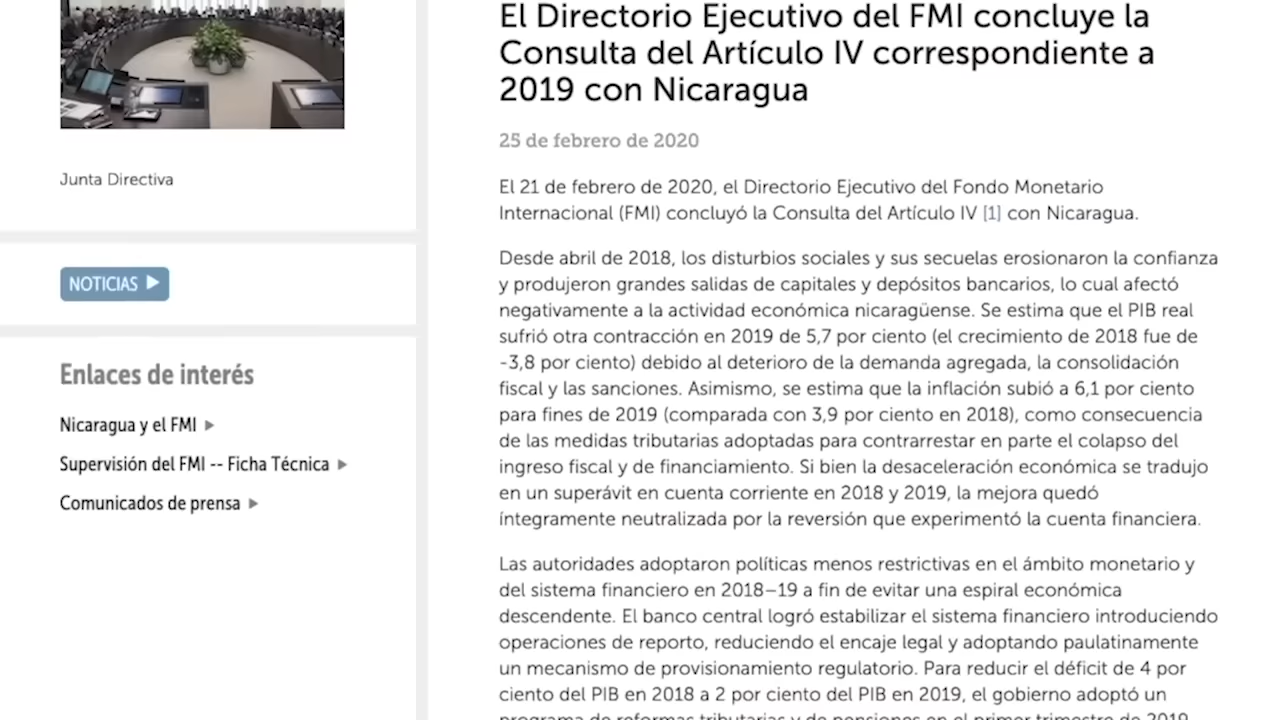 El Directorio Ejecutivo del FMI concluye la
Consulta del Artículo IV correspondiente a
2019 con Nicaragua
25 de febrero de 2020
Junta Directiva
El 21 de febrero de 2020, el Directorio Ejecutivo del Fondo Monetario
Internacional (FMI) concluyó la Consulta del Artículo IV [1] con Nicaragua.
NOTICIAS
Enlaces de interés
Nicaragua y el FMI
Supervisión del FMI -- Ficha Técnica
Comunicados de prensa
Desde abril de 2018, los disturbios sociales y sus secuelas erosionaron la confianza
y produjeron grandes salidas de capitales y depósitos bancarios, lo cual afectó
negativamente a la actividad económica nicaragüense. Se estima que el PIB real
sufrió otra contracción en 2019 de 5,7 por ciento (el crecimiento de 2018 fue de
-3,8 por ciento) debido al deterioro de la demanda agregada, la consolidación
fiscal y las sanciones. Asimismo, se estima que la inflación subió a 6,1 por ciento
para fines de 2019 (comparada con 3,9 por ciento en 2018), como consecuencia
de las medidas tributarias adoptadas para contrarrestar en parte el colapso del
ingreso fiscal y de financiamiento. Si bien la desaceleración económica se tradujo
en un superávit en cuenta corriente en 2018 y 2019, la mejora quedó
íntegramente neutralizada por la reversión que experimentó la cuenta financiera.
Las autoridades adoptaron políticas menos restrictivas en el ámbito monetario y
del sistema financiero en 2018–19 a fin de evitar una espiral económica
descendente. El banco central logró estabilizar el sistema financiero introduciendo
operaciones de reporto, reduciendo el encaje legal y adoptando paulatinamente
un mecanismo de provisionamiento regulatorio. Para reducir el déficit de 4 por
ciento del PIB en 2018 a 2 por ciento del PIB en 2019, el gobierno adoptó un
programa de reformas tributarias y de pensiones en el primer trimestre de 2019